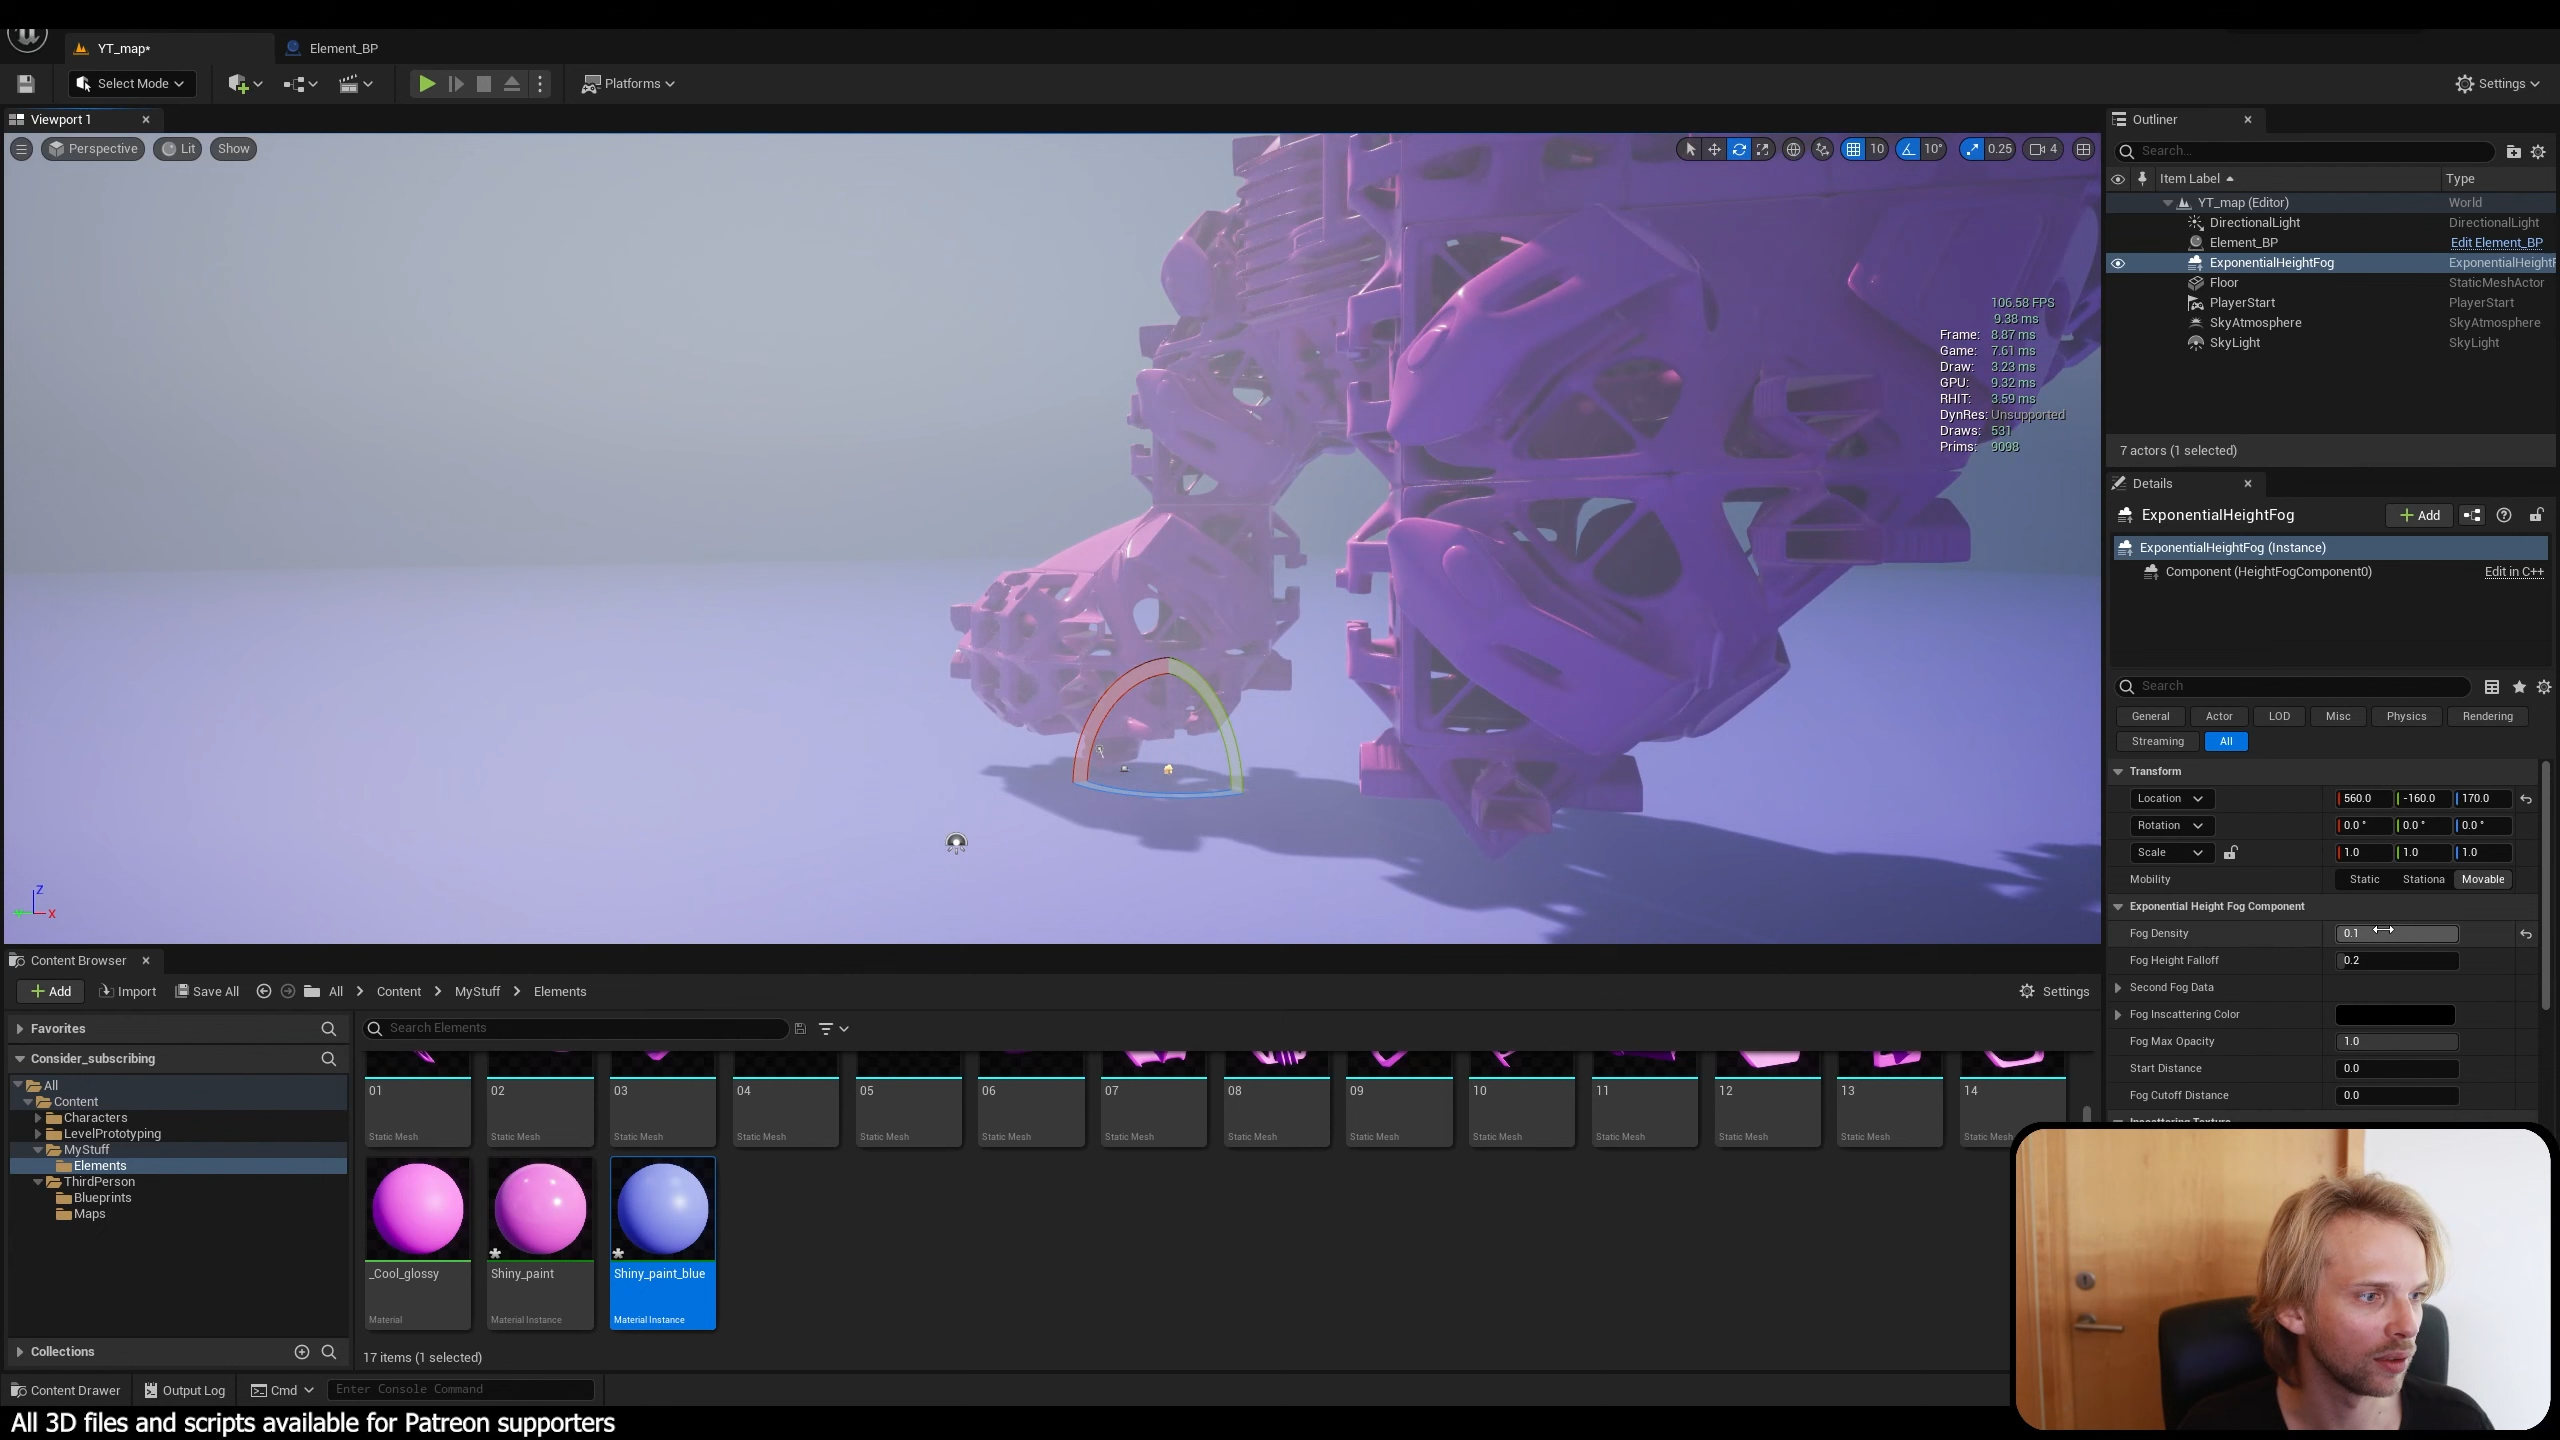 YT_map*
Element_BP
Select Mode
Platforms
Settings
Viewport 1
Perspective
Lit
Show
10
10°
0.25
4
106.58 FPS
9.38 ms
Frame: 8.87 ms
Game: 7.61 ms
Draw: 3.23 ms
GPU: 9.32 ms
RHIT: 3.59 ms
DynRes: Unsupported
Draws: 531
Prims: 9098
Z
X
Outliner
Search...
Item Label
Type
YT_map (Editor)
World
DirectionalLight
DirectionalLight
Element_BP
Edit Element_BP
ExponentialHeightFog
ExponentialHeightF
Floor
StaticMeshActor
PlayerStart
PlayerStart
SkyAtmosphere
SkyAtmosphere
SkyLight
SkyLight
7 actors (1 selected)
Details
ExponentialHeightFog
Add
ExponentialHeightFog (Instance)
Component (HeightFogComponent0)
Edit in C++
Search
General
Actor
LOD
Misc
Physics
Rendering
Streaming
All
Transform
Location
560.0
-160.0
170.0
Rotation
0.0 °
0.0 °
0.0 °
Scale
1.0
1.0
1.0
Mobility
Static
Stationa
Movable
Exponential Height Fog Component
Fog Density
0.1
Fog Height Falloff
0.2
Second Fog Data
Fog Inscattering Color
Fog Max Opacity
1.0
Start Distance
0.0
Fog Cutoff Distance
0.0
Content Browser
Add
Import
Save All
All
Content
MyStuff
Elements
Settings
Favorites
Consider_subscribing
All
Content
Characters
LevelPrototyping
MyStuff
Elements
ThirdPerson
Blueprints
Maps
Collections
Search Elements
01
02
03
04
05
06
07
08
09
10
11
12
13
14
Static Mesh
Static Mesh
Static Mesh
Static Mesh
Static Mesh
Static Mesh
Static Mesh
Static Mesh
Static Mesh
Static Mesh
Static Mesh
Static Mesh
Static Mesh
Static Mesh
_Cool_glossy
Material
Shiny_paint
Material Instance
Shiny_paint_blue
Material Instance
17 items (1 selected)
Content Drawer
Output Log
Cmd
Enter Console Command
All 3D files and scripts available for Patreon supporters